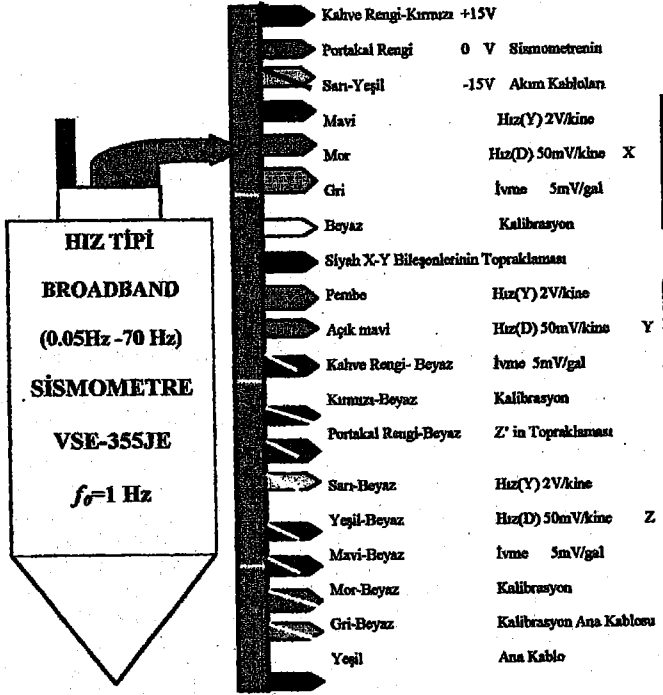 HIZ TİPİ
BROADBAND
(0.05Hz -70 Hz)
SİSMOMETRE
VSE-355JE
f₀=1 Hz
Kahve Rengi-Kırmızı +15V
Portakal Rengi 0 V Sismometrenin
Sarı-Yeşil -15V Akım Kabloları
Mavi Hız(Y) 2V/kine
Mor Hız(D) 50mV/kine X
Gri İvme 5mV/gal
Beyaz Kalibrasyon
Siyah X-Y Bileşenlerinin Topraklaması
Pembe Hız(Y) 2V/kine
Açık mavi Hız(D) 50mV/kine Y
Kahve Rengi- Beyaz İvme 5mV/gal
Kırmızı-Beyaz Kalibrasyon
Portakal Rengi-Beyaz Z' in Topraklaması
Sarı-Beyaz Hız(Y) 2V/kine
Yeşil-Beyaz Hız(D) 50mV/kine Z
Mavi-Beyaz İvme 5mV/gal
Mor-Beyaz Kalibrasyon
Gri-Beyaz Kalibrasyon Ana Kablosu
Yeşil Ana Kablo